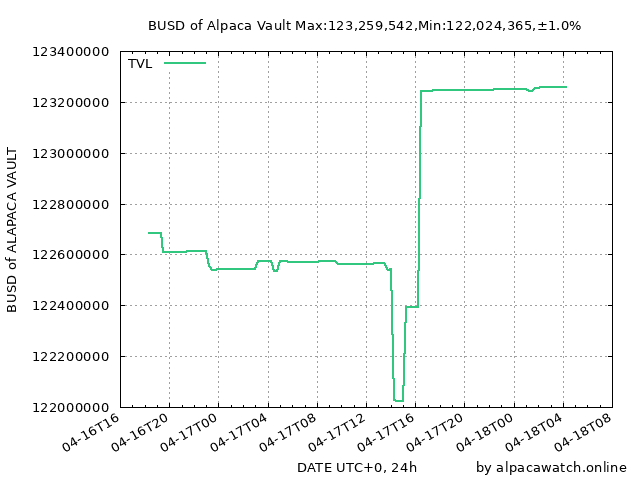 BUSD of Alpaca Vault Max:123,259,542,Min:122,024,365,±1.0%
123400000
TVL
123200000
123000000
122800000
122600000
122400000
122200000
122000000
BUSD of ALAPACA VAULT
04-16T16
04-16T20
04-17T00
04-17T04
04-17T08
04-17T12
04-17T16
04-17T20
04-18T00
04-18T04
04-18T08
DATE UTC+0, 24h
by alpacawatch.online